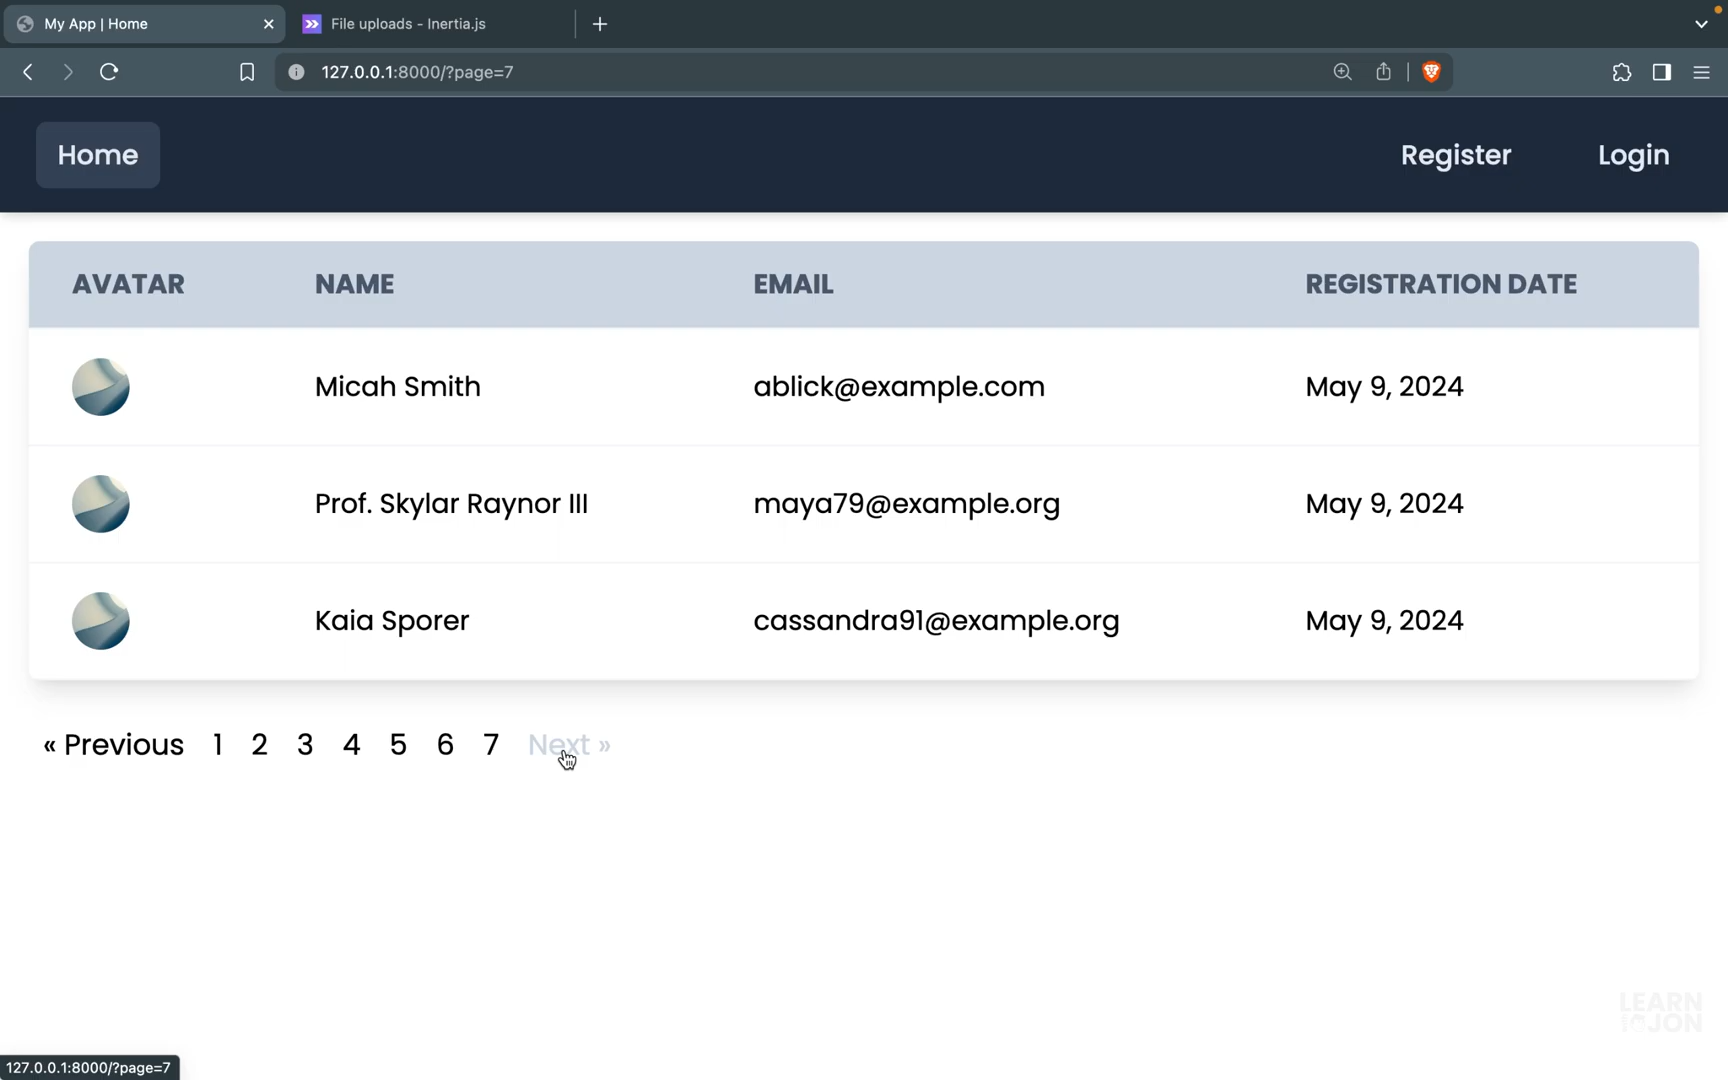 My App | Home
File uploads - Inertia.js
127.0.0.1:8000/?page=7
Home
Register
Login
AVATAR
NAME
EMAIL
REGISTRATION DATE
Micah Smith
ablick@example.com
May 9, 2024
Prof. Skylar Raynor III
maya79@example.org
May 9, 2024
Kaia Sporer
cassandra91@example.org
May 9, 2024
« Previous 1 2 3 4 5 6 7 Next »
LEARN
JON
127.0.0.1:8000/?page=7